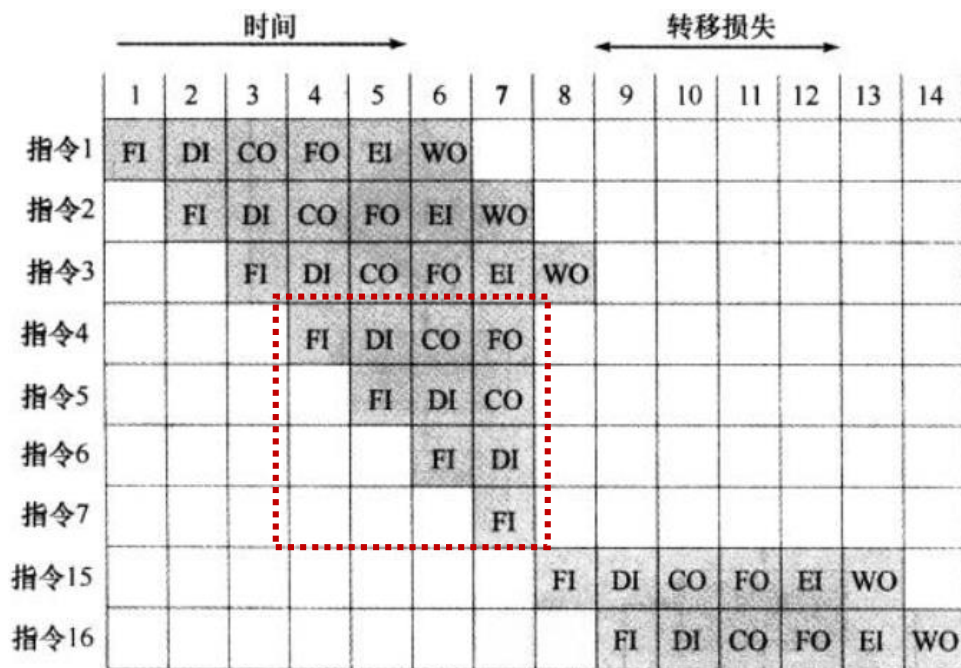 时间 转移损失
1 2 3 4 5 6 7 8 9 10 11 12 13 14
指令1 FI DI CO FO EI WO
指令2 FI DI CO FO EI WO
指令3 FI DI CO FO EI WO
指令4 FI DI CO FO
指令5 FI DI CO
指令6 FI DI
指令7 FI
指令15 FI DI CO FO EI WO
指令16 FI DI CO FO EI WO